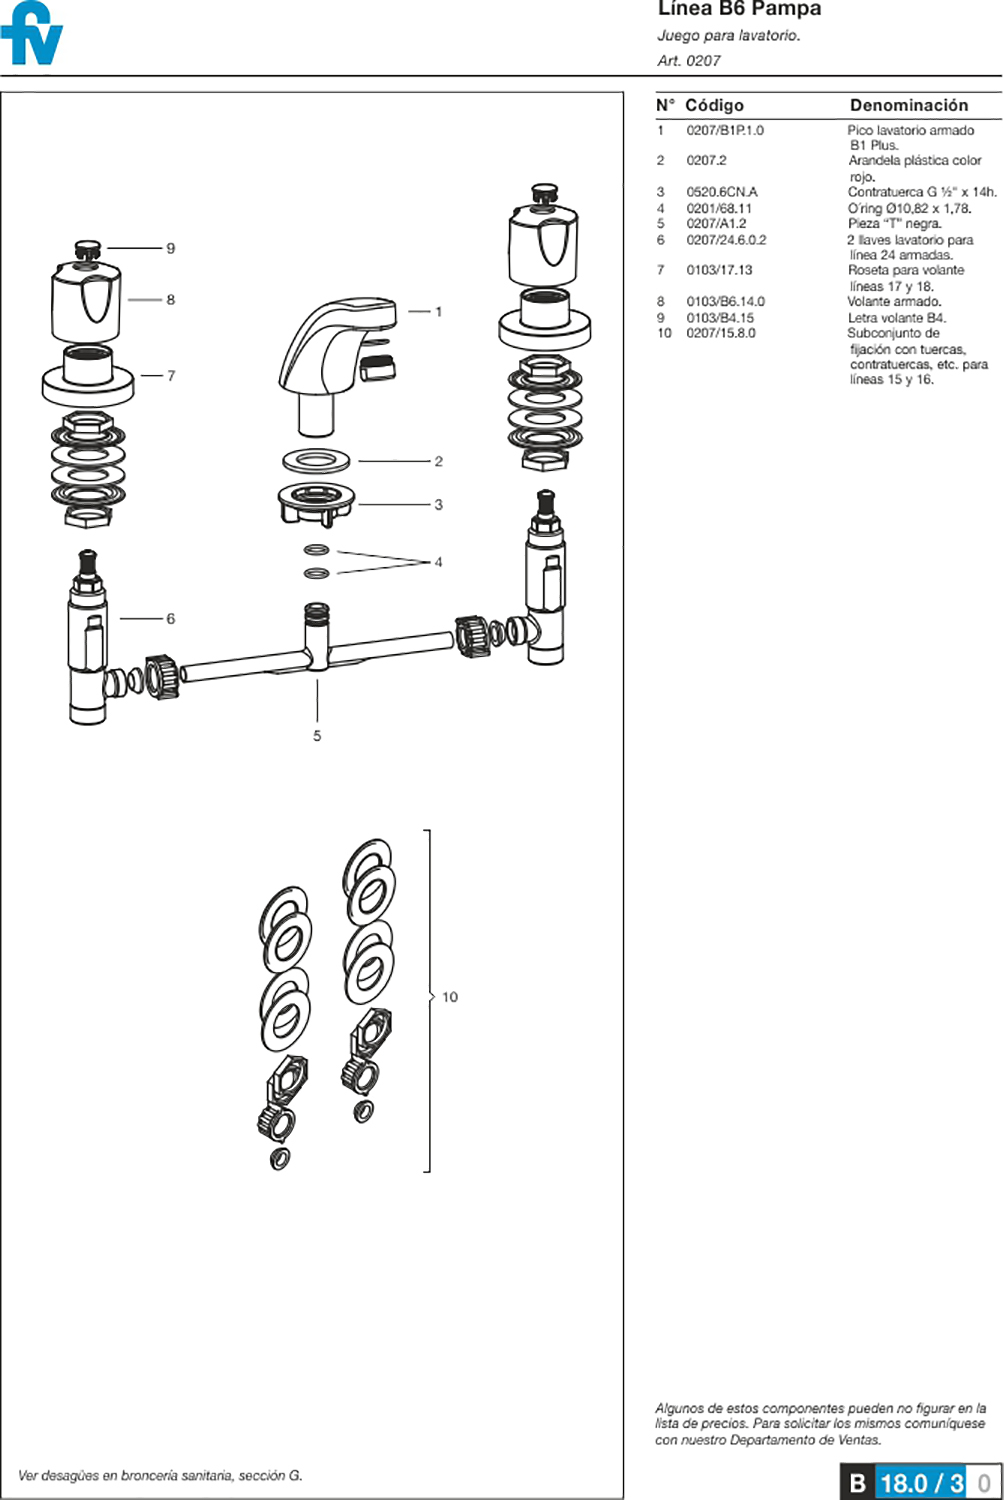 fv
Línea B6 Pampa
Juego para lavatorio.
Art. 0207
N° Código Denominación
1 0207/B1P.1.0 Pico lavatorio armado
B1 Plus.
2 0207.2 Arandela plástica color
rojo.
3 0520.6CN.A Contratuerca G ½" x 14h.
4 0201/68.11 O´ring Ø10,82 x 1,78.
5 0207/A1.2 Pieza “T” negra.
6 0207/24.6.0.2 2 llaves lavatorio para
línea 24 armadas.
7 0103/17.13 Roseta para volante
líneas 17 y 18.
8 0103/B6.14.0 Volante armado.
9 0103/B4.15 Letra volante B4.
10 0207/15.8.0 Subconjunto de
fijación con tuercas,
contratuercas, etc. para
líneas 15 y 16.
9
8
1
7
2
3
4
6
5
10
Algunos de estos componentes pueden no figurar en la
lista de precios. Para solicitar los mismos comuníquese
con nuestro Departamento de Ventas.
Ver desagües en broncería sanitaria, sección G.
B 18.0 / 3 0